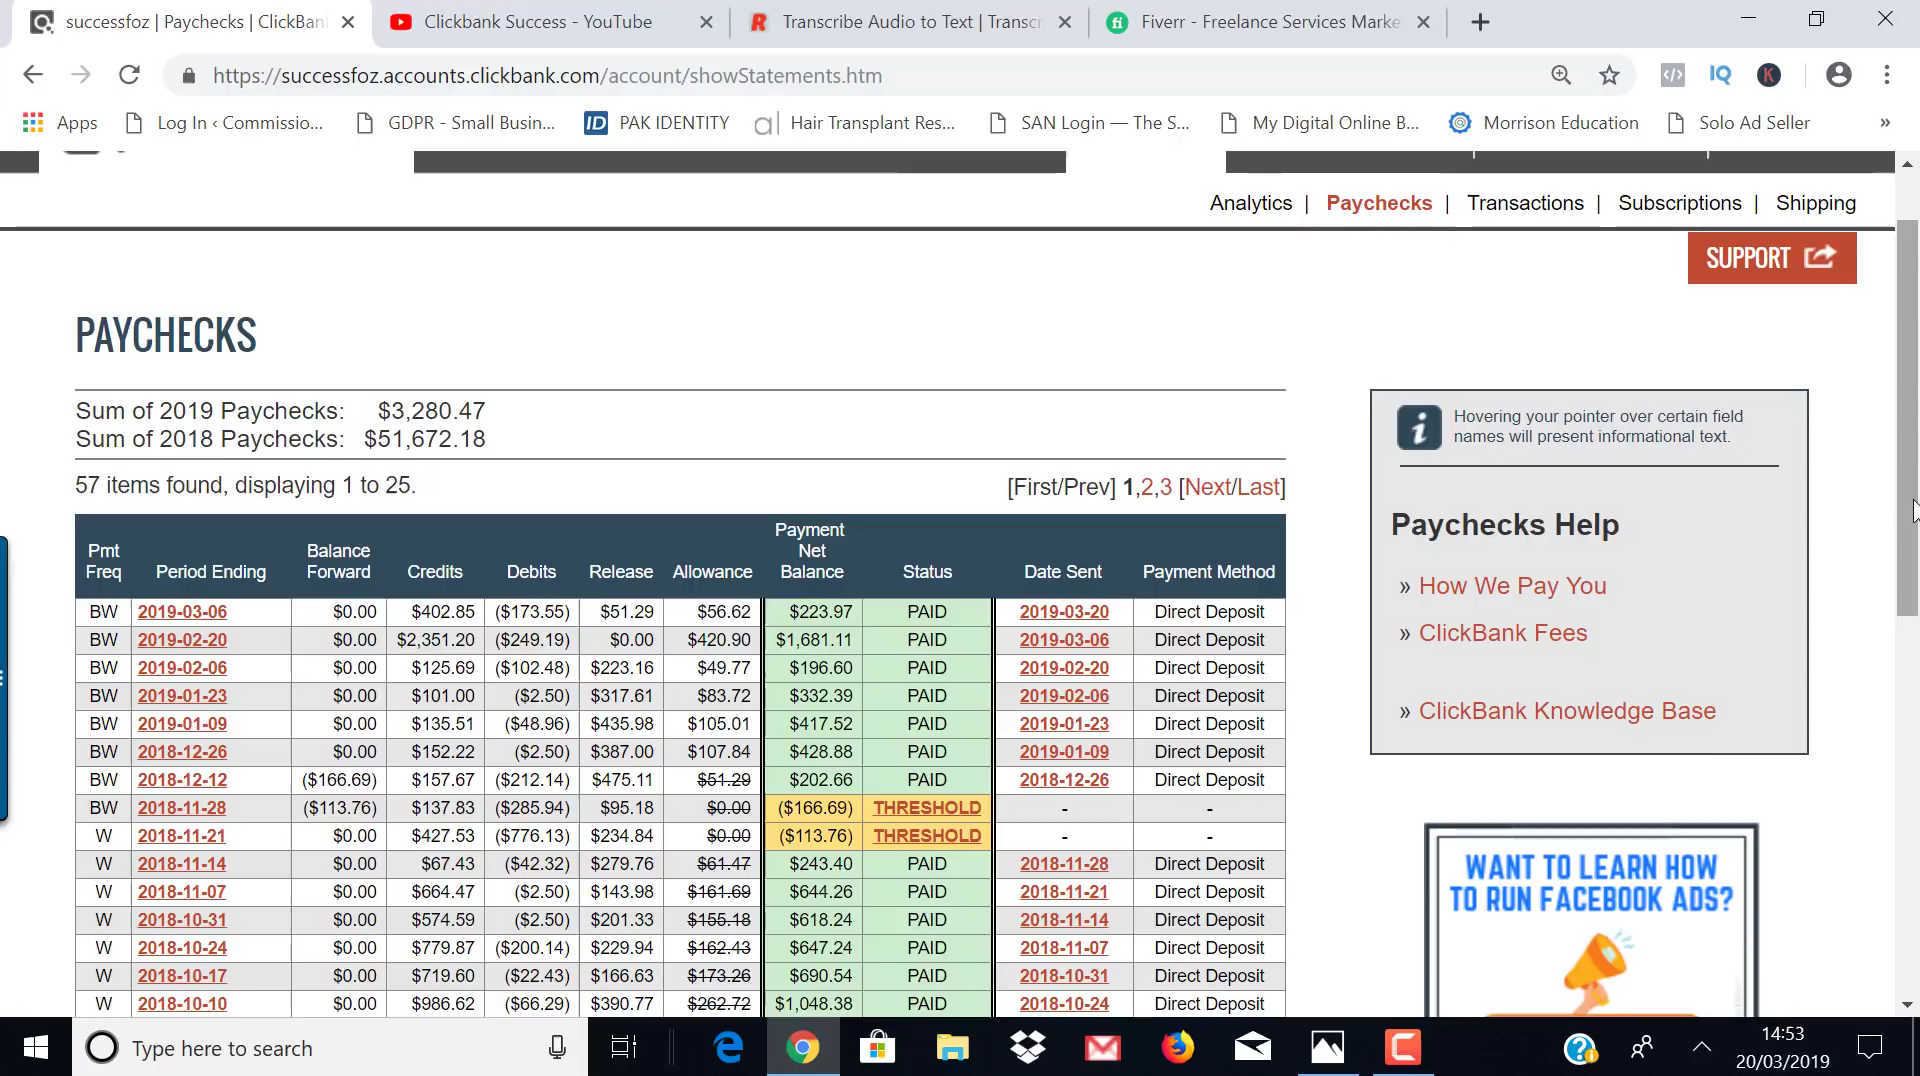 successfoz | Paychecks | ClickBan
Clickbank Success - YouTube
Transcribe Audio to Text | Transcr
Fiverr - Freelance Services Marke
https://successfoz.accounts.clickbank.com/account/showStatements.htm
Apps
Log In ‹ Commissio...
GDPR - Small Busin...
ID PAK IDENTITY
Hair Transplant Res...
SAN Login — The S...
My Digital Online B...
Morrison Education
Solo Ad Seller
»
Analytics | Paychecks | Transactions | Subscriptions | Shipping
SUPPORT
PAYCHECKS
Sum of 2019 Paychecks: $3,280.47
Sum of 2018 Paychecks: $51,672.18
57 items found, displaying 1 to 25.
[First/Prev] 1,2,3 [Next/Last]
Pmt Freq Period Ending Balance Forward Credits Debits Release Allowance Payment Net Balance Status Date Sent Payment Method
BW 2019-03-06 $0.00 $402.85 ($173.55) $51.29 $56.62 $223.97 PAID 2019-03-20 Direct Deposit
BW 2019-02-20 $0.00 $2,351.20 ($249.19) $0.00 $420.90 $1,681.11 PAID 2019-03-06 Direct Deposit
BW 2019-02-06 $0.00 $125.69 ($102.48) $223.16 $49.77 $196.60 PAID 2019-02-20 Direct Deposit
BW 2019-01-23 $0.00 $101.00 ($2.50) $317.61 $83.72 $332.39 PAID 2019-02-06 Direct Deposit
BW 2019-01-09 $0.00 $135.51 ($48.96) $435.98 $105.01 $417.52 PAID 2019-01-23 Direct Deposit
BW 2018-12-26 $0.00 $152.22 ($2.50) $387.00 $107.84 $428.88 PAID 2019-01-09 Direct Deposit
BW 2018-12-12 ($166.69) $157.67 ($212.14) $475.11 $51.29 $202.66 PAID 2018-12-26 Direct Deposit
BW 2018-11-28 ($113.76) $137.83 ($285.94) $95.18 $0.00 ($166.69) THRESHOLD - -
W 2018-11-21 $0.00 $427.53 ($776.13) $234.84 $0.00 ($113.76) THRESHOLD - -
W 2018-11-14 $0.00 $67.43 ($42.32) $279.76 $61.47 $243.40 PAID 2018-11-28 Direct Deposit
W 2018-11-07 $0.00 $664.47 ($2.50) $143.98 $161.69 $644.26 PAID 2018-11-21 Direct Deposit
W 2018-10-31 $0.00 $574.59 ($2.50) $201.33 $155.18 $618.24 PAID 2018-11-14 Direct Deposit
W 2018-10-24 $0.00 $779.87 ($200.14) $229.94 $162.43 $647.24 PAID 2018-11-07 Direct Deposit
W 2018-10-17 $0.00 $719.60 ($22.43) $166.63 $173.26 $690.54 PAID 2018-10-31 Direct Deposit
W 2018-10-10 $0.00 $986.62 ($66.29) $390.77 $262.72 $1,048.38 PAID 2018-10-24 Direct Deposit
Hovering your pointer over certain field
names will present informational text.
Paychecks Help
» How We Pay You
» ClickBank Fees
» ClickBank Knowledge Base
WANT TO LEARN HOW
TO RUN FACEBOOK ADS?
Type here to search
14:53
20/03/2019